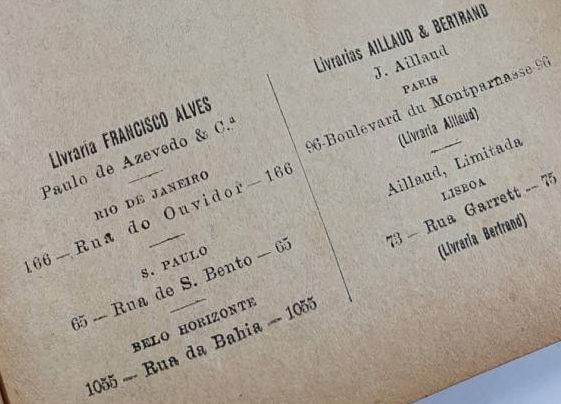 Livraria FRANCISCO ALVES
Paulo de Azevedo & C.ª
RIO DE JANEIRO
166 — Rua do Ouvidor — 166
S. PAULO
65 — Rua de S. Bento — 65
BELO HORIZONTE
1055 — Rua da Bahia — 1055
Livrarias AILLAUD & BERTRAND
J. Aillaud
PARIS
96-Boulevard du Montparnasse-96
(Livraria Aillaud)
Aillaud, Limitada
LISBOA
73 — Rua Garrett — 75
(Livraria Bertrand)